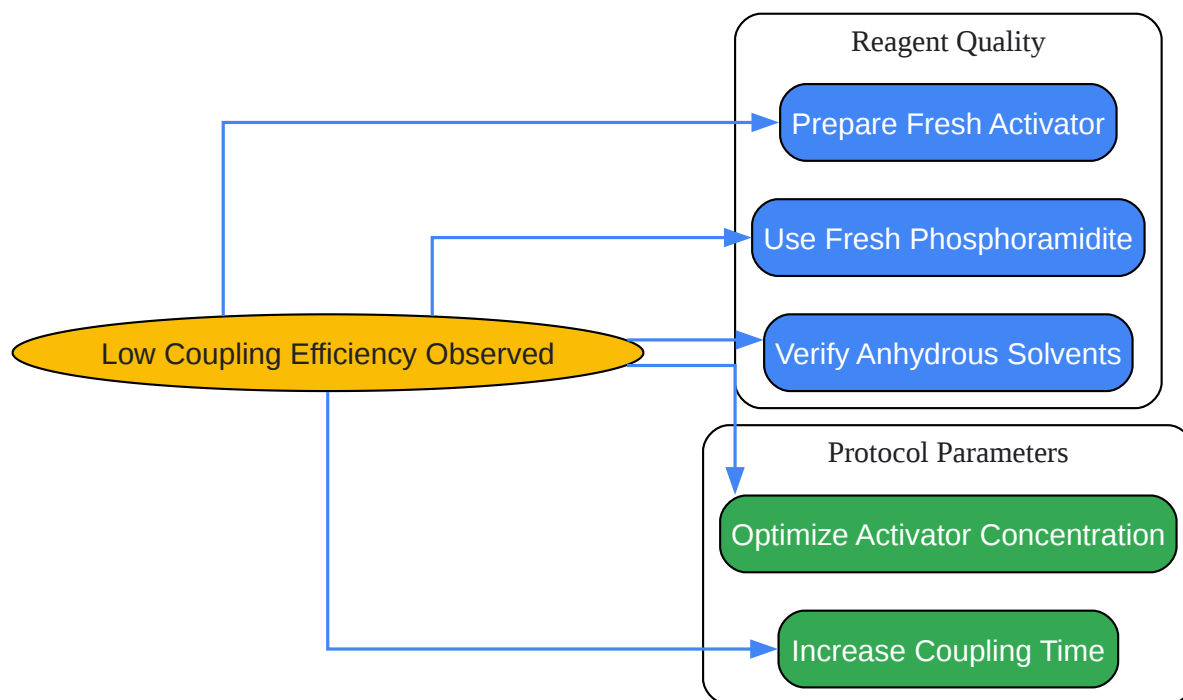 Reagent Quality
Prepare Fresh Activator
Use Fresh Phosphoramidite
Low Coupling Efficiency Observed
Verify Anhydrous Solvents
Protocol Parameters
Optimize Activator Concentration
Increase Coupling Time